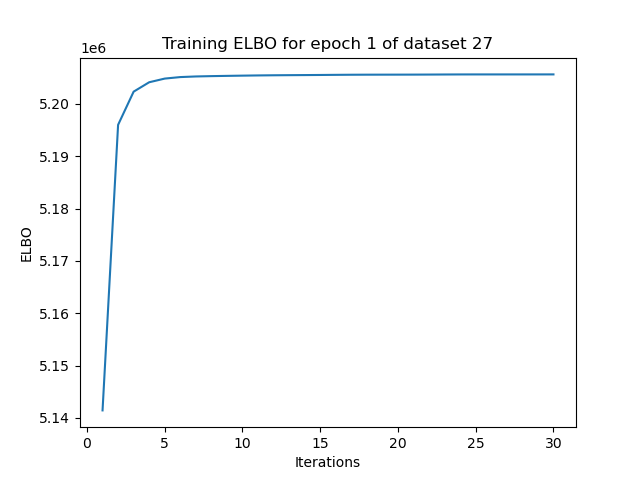 Training ELBO for epoch 1 of dataset 27
1e6
5.20
5.19
5.18
5.17
5.16
5.15
5.14
ELBO
0 5 10 15 20 25 30
Iterations